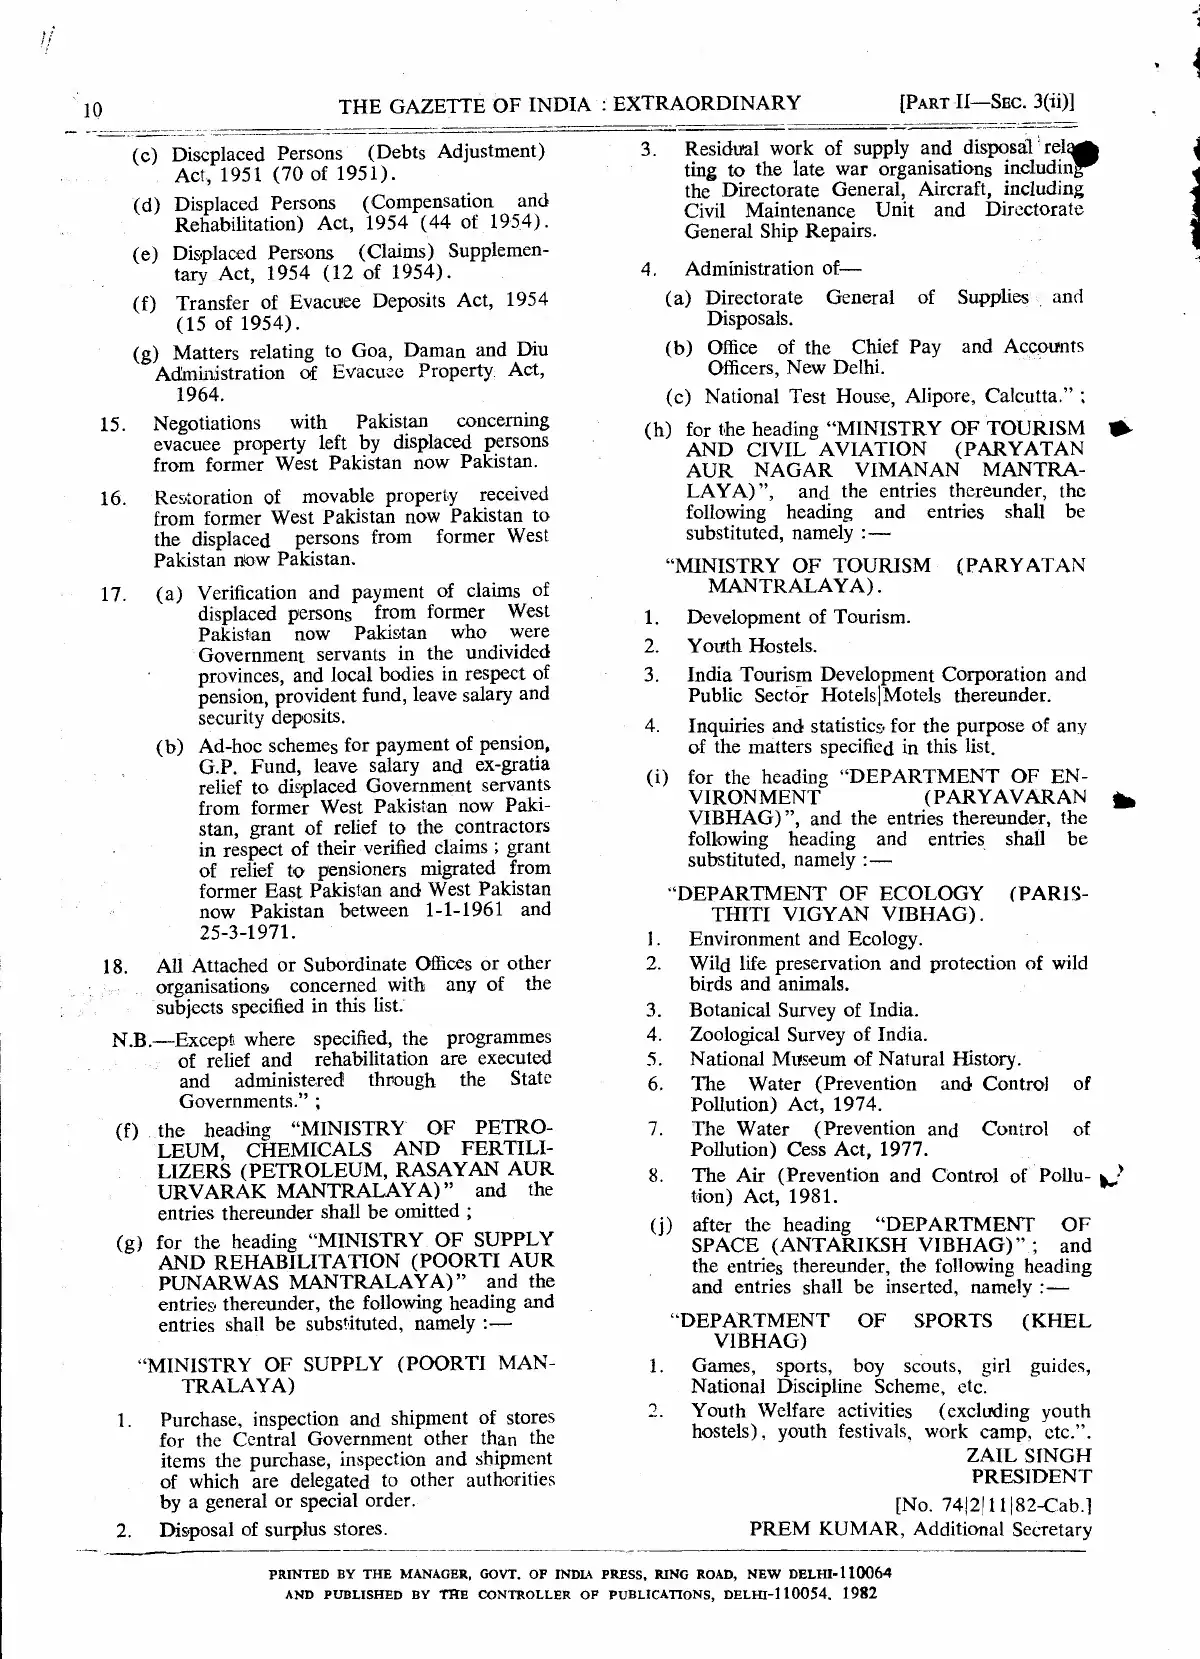 10
THE GAZETTE OF INDIA : EXTRAORDINARY
[PART II—SEC. 3(ii)]
(c) Discplaced Persons (Debts Adjustment)
Act, 1951 (70 of 1951).
(d) Displaced Persons (Compensation and
Rehabilitation) Act, 1954 (44 of 1954).
(e) Displaced Persons (Claims) Supplemen-
tary Act, 1954 (12 of 1954).
(f) Transfer of Evacuee Deposits Act, 1954
(15 of 1954).
(g) Matters relating to Goa, Daman and Diu
Administration of Evacuee Property Act,
1964.
15. Negotiations with Pakistan concerning
evacuee property left by displaced persons
from former West Pakistan now Pakistan.
16. Restoration of movable property received
from former West Pakistan now Pakistan to
the displaced persons from former West
Pakistan now Pakistan.
17. (a) Verification and payment of claims of
displaced persons from former West
Pakistan now Pakistan who were
Government servants in the undivided
provinces, and local bodies in respect of
pension, provident fund, leave salary and
security deposits.
(b) Ad-hoc schemes for payment of pension,
G.P. Fund, leave salary and ex-gratia
relief to displaced Government servants
from former West Pakistan now Paki-
stan, grant of relief to the contractors
in respect of their verified claims ; grant
of relief to pensioners migrated from
former East Pakistan and West Pakistan
now Pakistan between 1-1-1961 and
25-3-1971.
18. All Attached or Subordinate Offices or other
organisations concerned with any of the
subjects specified in this list.
N.B.—Except where specified, the programmes
of relief and rehabilitation are executed
and administered through the State
Governments.” ;
(f) the heading “MINISTRY OF PETRO-
LEUM, CHEMICALS AND FERTILI-
LIZERS (PETROLEUM, RASAYAN AUR
URVARAK MANTRALAYA)” and the
entries thereunder shall be omitted ;
(g) for the heading “MINISTRY OF SUPPLY
AND REHABILITATION (POORTI AUR
PUNARWAS MANTRALAYA)” and the
entries thereunder, the following heading and
entries shall be substituted, namely :—
“MINISTRY OF SUPPLY (POORTI MAN-
TRALAYA)
1. Purchase, inspection and shipment of stores
for the Central Government other than the
items the purchase, inspection and shipment
of which are delegated to other authorities
by a general or special order.
2. Disposal of surplus stores.
3. Residual work of supply and disposal rela-
ting to the late war organisations including
the Directorate General, Aircraft, including
Civil Maintenance Unit and Directorate
General Ship Repairs.
4. Administration of—
(a) Directorate General of Supplies and
Disposals.
(b) Office of the Chief Pay and Accounts
Officers, New Delhi.
(c) National Test House, Alipore, Calcutta.” ;
(h) for the heading “MINISTRY OF TOURISM
AND CIVIL AVIATION (PARYATAN
AUR NAGAR VIMANAN MANTRA-
LAYA)”, and the entries thereunder, the
following heading and entries shall be
substituted, namely :—
“MINISTRY OF TOURISM (PARYATAN
MANTRALAYA).
1. Development of Tourism.
2. Youth Hostels.
3. India Tourism Development Corporation and
Public Sector Hotels|Motels thereunder.
4. Inquiries and statistics for the purpose of any
of the matters specified in this list.
(i) for the heading “DEPARTMENT OF EN-
VIRONMENT (PARYAVARAN
VIBHAG)”, and the entries thereunder, the
following heading and entries shall be
substituted, namely :—
“DEPARTMENT OF ECOLOGY (PARIS-
THITI VIGYAN VIBHAG).
1. Environment and Ecology.
2. Wild life preservation and protection of wild
birds and animals.
3. Botanical Survey of India.
4. Zoological Survey of India.
5. National Museum of Natural History.
6. The Water (Prevention and Control of
Pollution) Act, 1974.
7. The Water (Prevention and Control of
Pollution) Cess Act, 1977.
8. The Air (Prevention and Control of Pollu-
tion) Act, 1981.
(j) after the heading “DEPARTMENT OF
SPACE (ANTARIKSH VIBHAG)” ; and
the entries thereunder, the following heading
and entries shall be inserted, namely :—
“DEPARTMENT OF SPORTS (KHEL
VIBHAG)
1. Games, sports, boy scouts, girl guides,
National Discipline Scheme, etc.
2. Youth Welfare activities (excluding youth
hostels), youth festivals, work camp, etc.”.
ZAIL SINGH
PRESIDENT
[No. 74|2|11|82-Cab.]
PREM KUMAR, Additional Secretary
PRINTED BY THE MANAGER, GOVT. OF INDIA PRESS, RING ROAD, NEW DELHI-110064
AND PUBLISHED BY THE CONTROLLER OF PUBLICATIONS, DELHI-110054. 1982